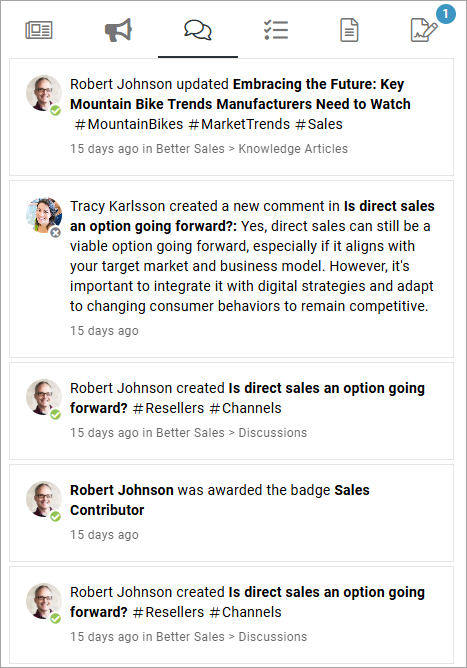 1
Robert Johnson updated Embracing the Future: Key
Mountain Bike Trends Manufacturers Need to Watch
#MountainBikes #MarketTrends #Sales
15 days ago in Better Sales > Knowledge Articles
Tracy Karlsson created a new comment in Is direct sales
an option going forward?: Yes, direct sales can still be a
viable option going forward, especially if it aligns with
your target market and business model. However, it's
important to integrate it with digital strategies and adapt
to changing consumer behaviors to remain competitive.
15 days ago
Robert Johnson created Is direct sales an option going
forward? #Resellers #Channels
15 days ago in Better Sales > Discussions
Robert Johnson was awarded the badge Sales
Contributor
15 days ago
Robert Johnson created Is direct sales an option going
forward? #Resellers #Channels
15 days ago in Better Sales > Discussions